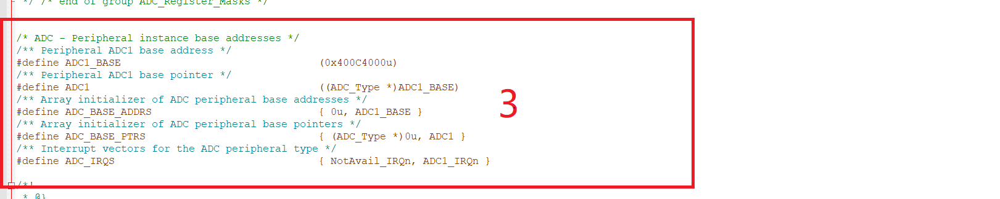 */ /* end of group ADC_Register_Masks */
/* ADC - Peripheral instance base addresses */
/** Peripheral ADC1 base address */
#define ADC1_BASE (0x400C4000u)
/** Peripheral ADC1 base pointer */
#define ADC1 ((ADC_Type *)ADC1_BASE)
/** Array initializer of ADC peripheral base addresses */
#define ADC_BASE_ADDRS { 0u, ADC1_BASE }
/** Array initializer of ADC peripheral base pointers */
#define ADC_BASE_PTRS { (ADC_Type *)0u, ADC1 }
/** Interrupt vectors for the ADC peripheral type */
#define ADC_IRQS { NotAvail_IRQn, ADC1_IRQn }
3
/*!
* @}